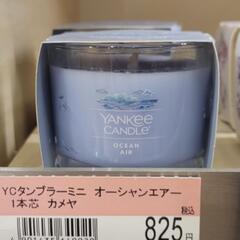 YANKEE
CANDLE
OCEAN
AIR
YCタンブラーミニ オーシャンエアー
1本芯 カメヤ
税込
825円